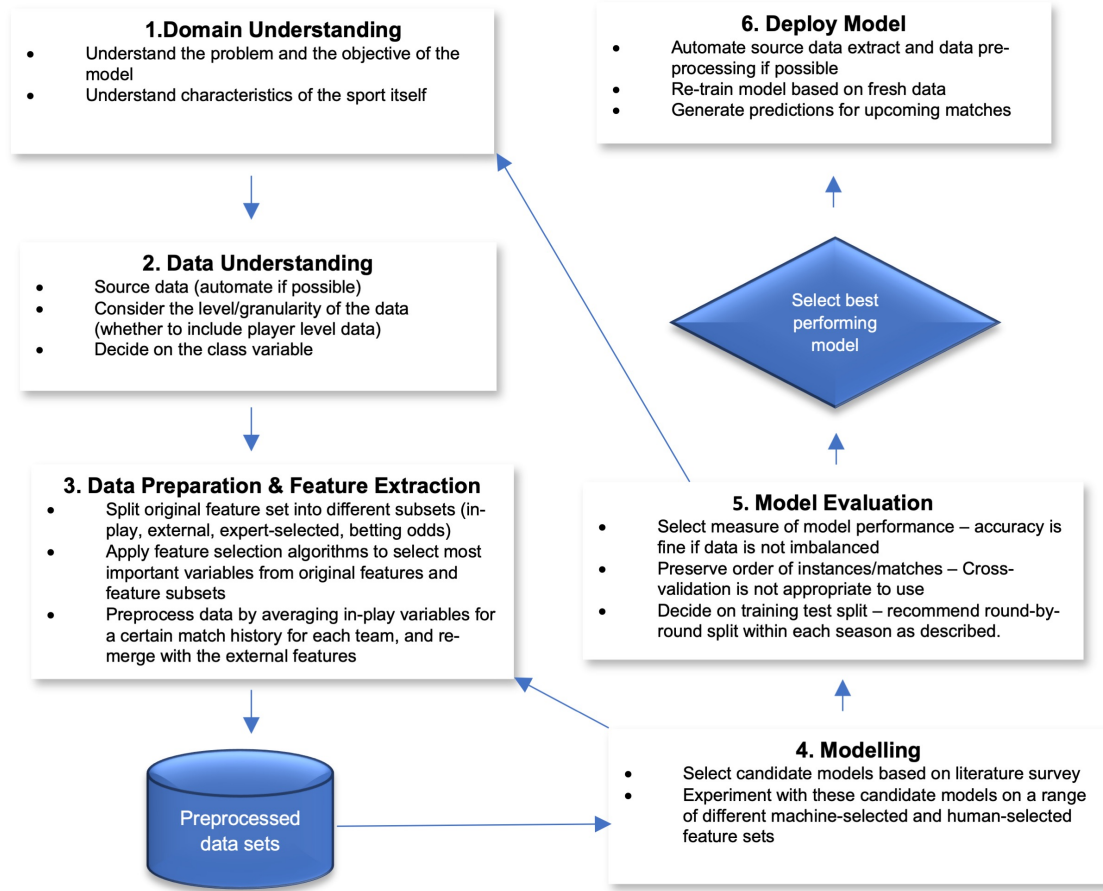 1.Domain Understanding
• Understand the problem and the objective of the
model
• Understand characteristics of the sport itself
2. Data Understanding
• Source data (automate if possible)
• Consider the level/granularity of the data
(whether to include player level data)
• Decide on the class variable
3. Data Preparation & Feature Extraction
• Split original feature set into different subsets (in-
play, external, expert-selected, betting odds)
• Apply feature selection algorithms to select most
important variables from original features and
feature subsets
• Preprocess data by averaging in-play variables for
a certain match history for each team, and re-
merge with the external features
Preprocessed
data sets
4. Modelling
• Select candidate models based on literature survey
• Experiment with these candidate models on a range
of different machine-selected and human-selected
feature sets
5. Model Evaluation
• Select measure of model performance – accuracy is
fine if data is not imbalanced
• Preserve order of instances/matches – Cross-
validation is not appropriate to use
• Decide on training test split – recommend round-by-
round split within each season as described.
Select best
performing
model
6. Deploy Model
• Automate source data extract and data pre-
processing if possible
• Re-train model based on fresh data
• Generate predictions for upcoming matches